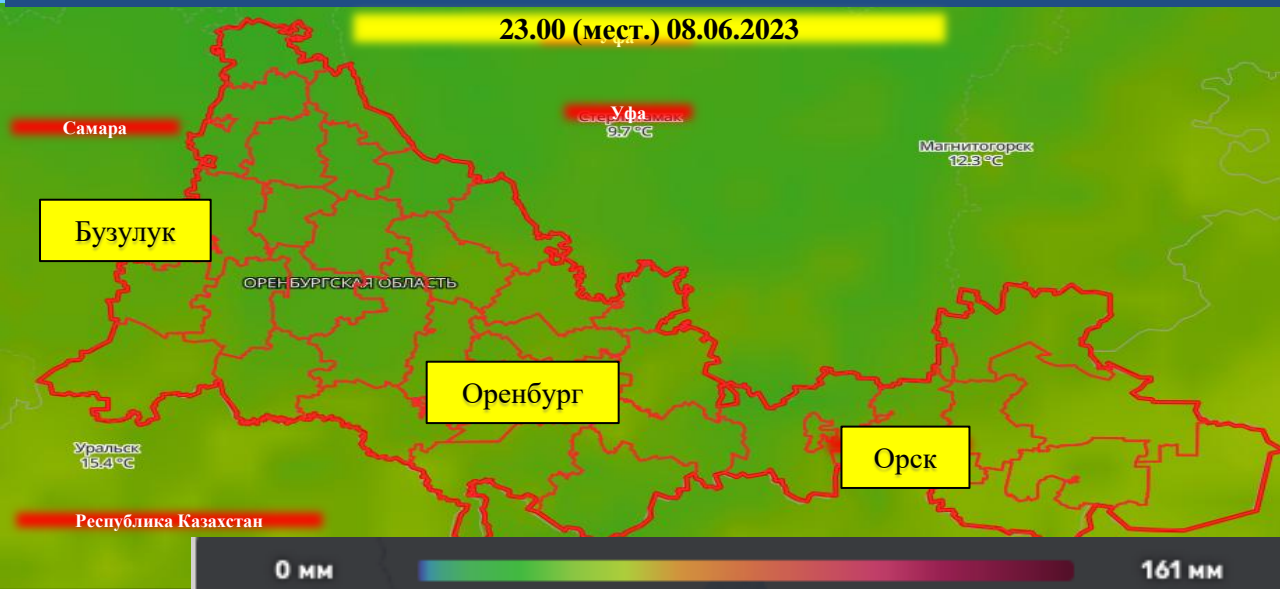 23.00 (мест.) 08.06.2023
Уфа
Самара
Уфа
9.7 °C
Магнитогорск
12.3 °C
Бузулук
ОРЕНБУРГСКАЯ ОБЛАСТЬ
Оренбург
Уральск
15.4 °C
Орск
Республика Казахстан
0 мм
161 мм